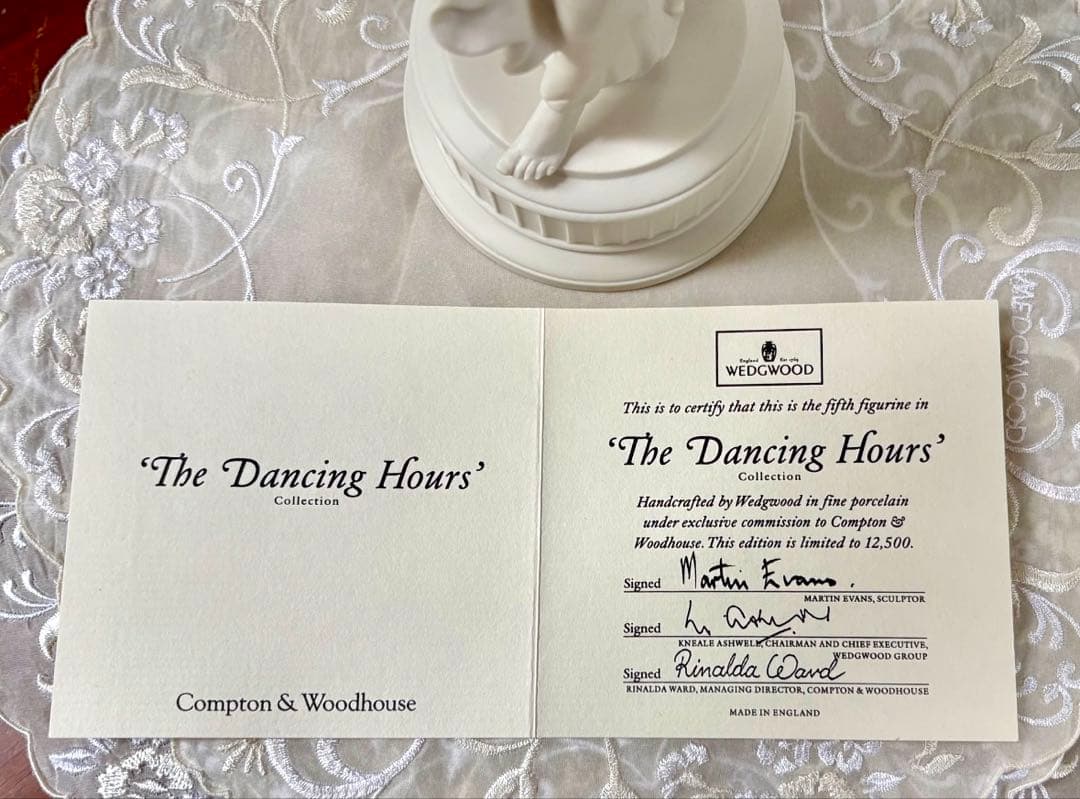 ‘The Dancing Hours’
Collection
Compton & Woodhouse
England Est 1759
WEDGWOOD
This is to certify that this is the fifth figurine in
‘The Dancing Hours’
Collection
Handcrafted by Wedgwood in fine porcelain
under exclusive commission to Compton &
Woodhouse. This edition is limited to 12,500.
Signed Martin Evans.
MARTIN EVANS, SCULPTOR
Signed
KNEALE ASHWELL, CHAIRMAN AND CHIEF EXECUTIVE,
WEDGWOOD GROUP
Signed Rinalda Ward
RINALDA WARD, MANAGING DIRECTOR, COMPTON & WOODHOUSE
MADE IN ENGLAND
WEDGWOOD